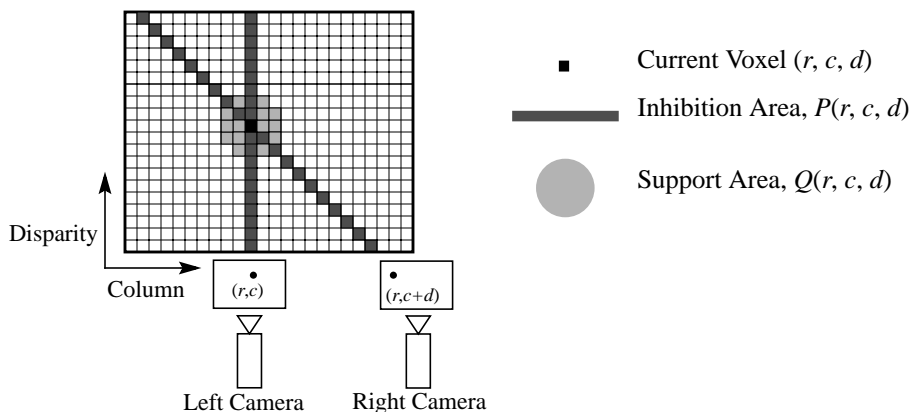 Current Voxel (r, c, d)
Inhibition Area, P(r, c, d)
Support Area, Q(r, c, d)
Disparity
Column
(r,c)
(r,c+d)
Left Camera
Right Camera